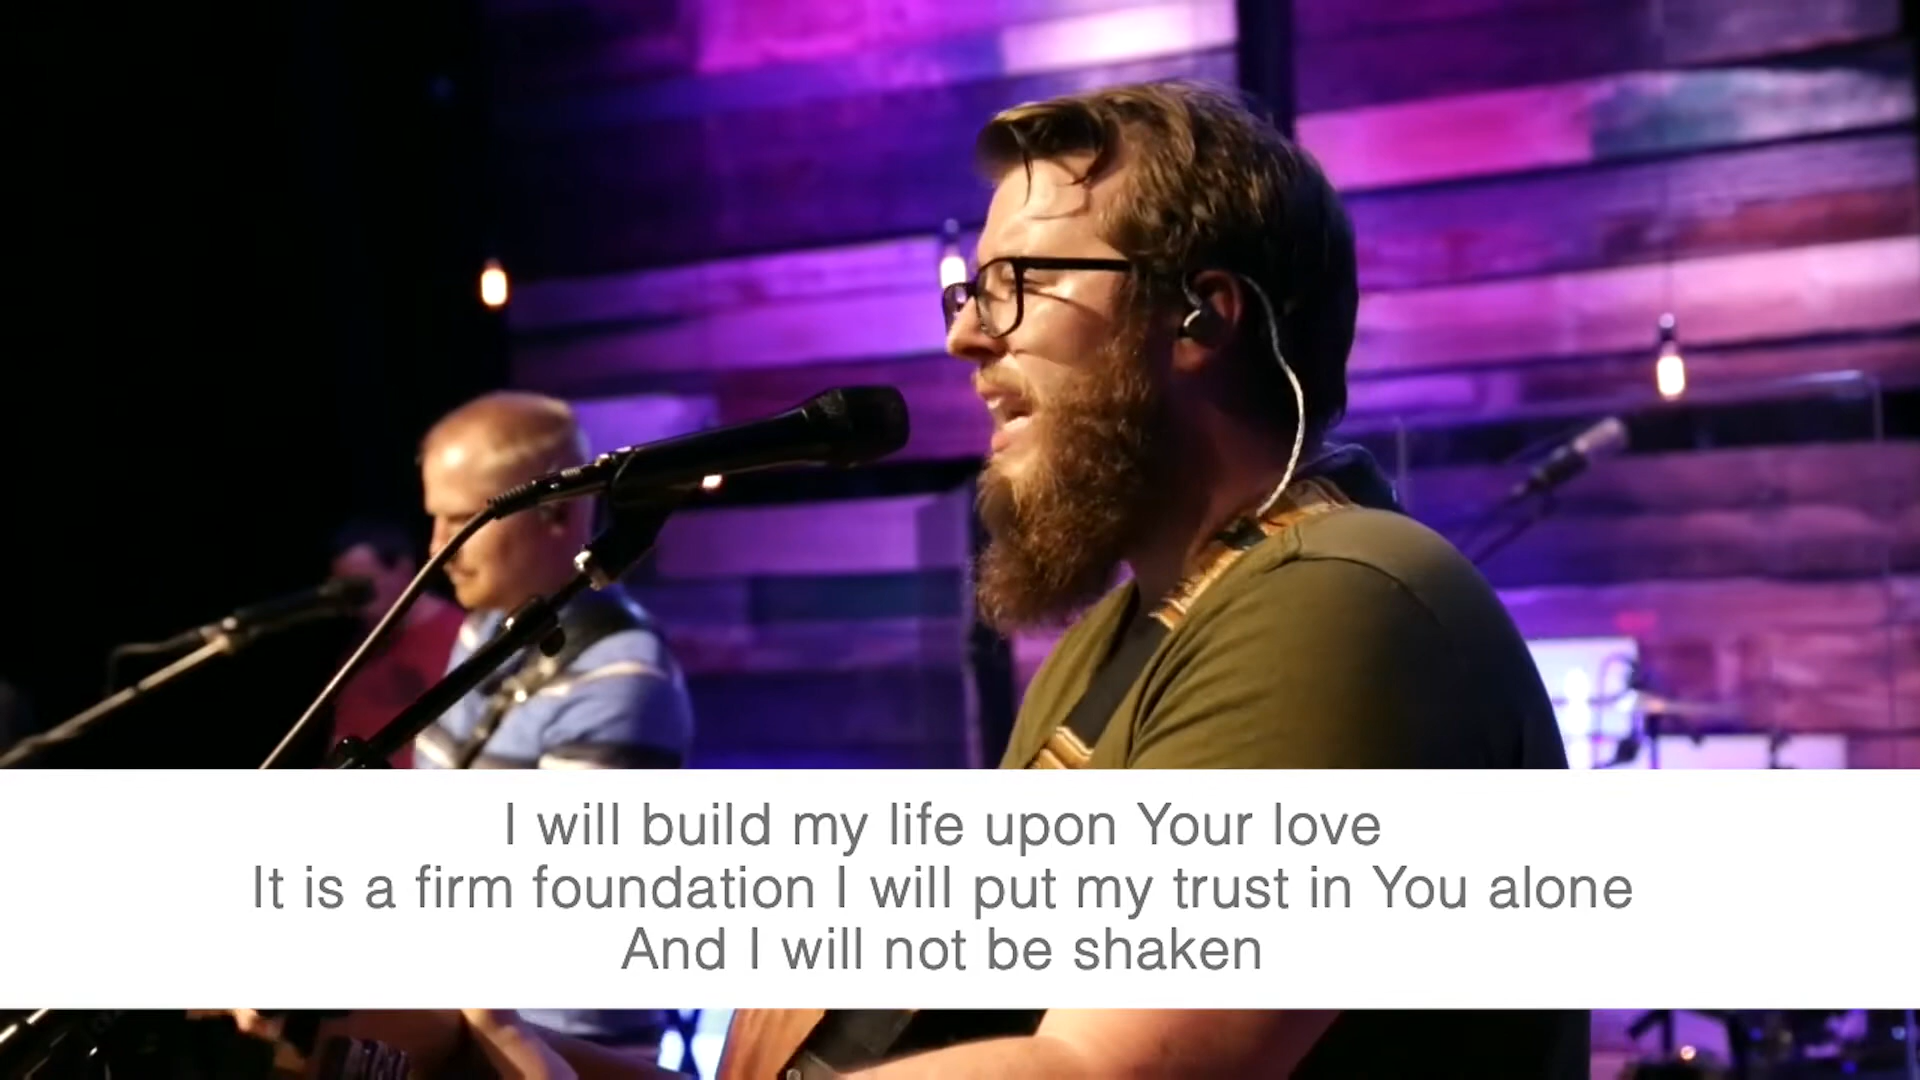 I will build my life upon Your love
It is a firm foundation I will put my trust in You alone
And I will not be shaken